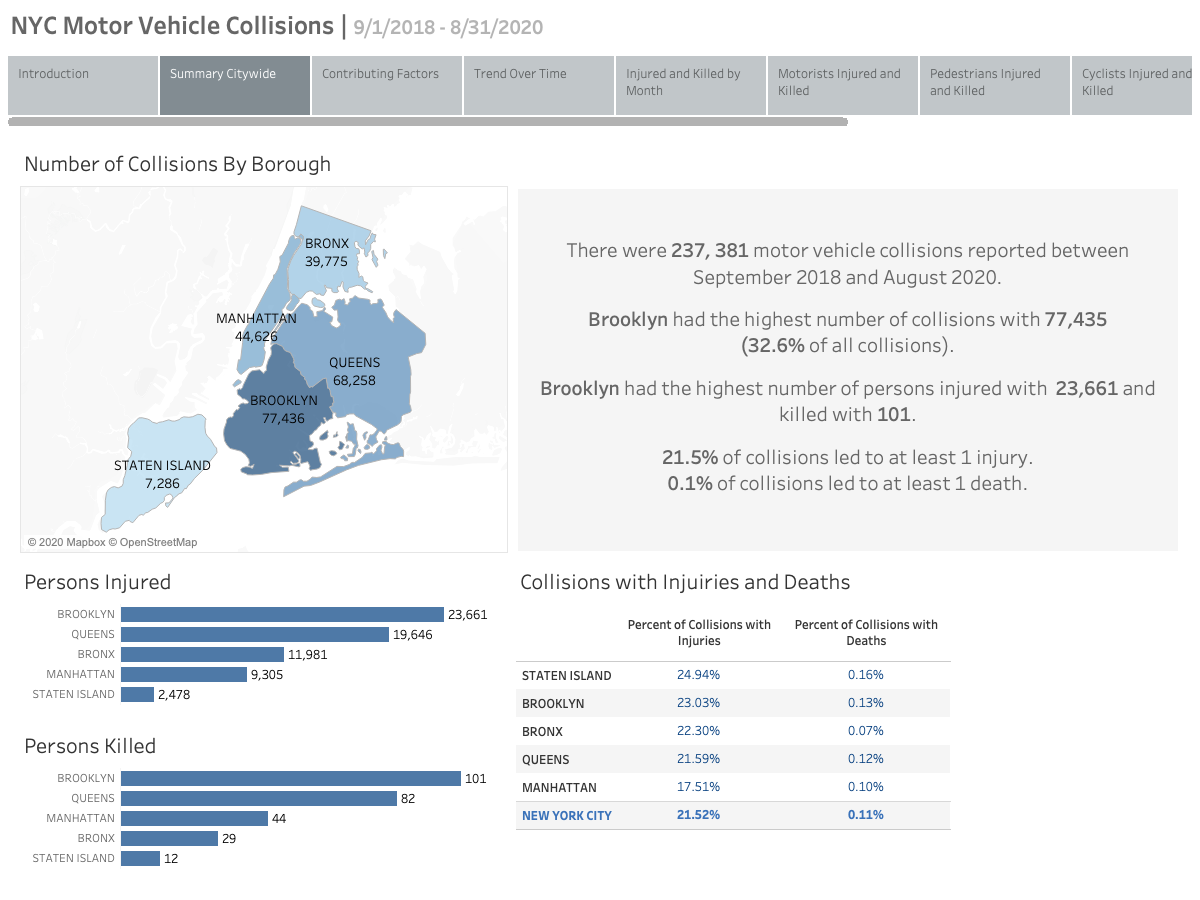 NYC Motor Vehicle Collisions | 9/1/2018 - 8/31/2020
Introduction
Summary Citywide
Contributing Factors
Trend Over Time
Injured and Killed by
Month
Motorists Injured and
Killed
Pedestrians Injured
and Killed
Cyclists Injured and
Killed
Number of Collisions By Borough
BRONX
39,775
MANHATTAN
44,626
QUEENS
68,258
BROOKLYN
77,436
STATEN ISLAND
7,286
© 2020 Mapbox © OpenStreetMap
There were 237, 381 motor vehicle collisions reported between
September 2018 and August 2020.
Brooklyn had the highest number of collisions with 77,435
(32.6% of all collisions).
Brooklyn had the highest number of persons injured with 23,661 and
killed with 101.
21.5% of collisions led to at least 1 injury.
0.1% of collisions led to at least 1 death.
Persons Injured
BROOKLYN 23,661
QUEENS 19,646
BRONX 11,981
MANHATTAN 9,305
STATEN ISLAND 2,478
Persons Killed
BROOKLYN 101
QUEENS 82
MANHATTAN 44
BRONX 29
STATEN ISLAND 12
Collisions with Injuiries and Deaths
Percent of Collisions with
Injuries
Percent of Collisions with
Deaths
STATEN ISLAND 24.94% 0.16%
BROOKLYN 23.03% 0.13%
BRONX 22.30% 0.07%
QUEENS 21.59% 0.12%
MANHATTAN 17.51% 0.10%
NEW YORK CITY 21.52% 0.11%